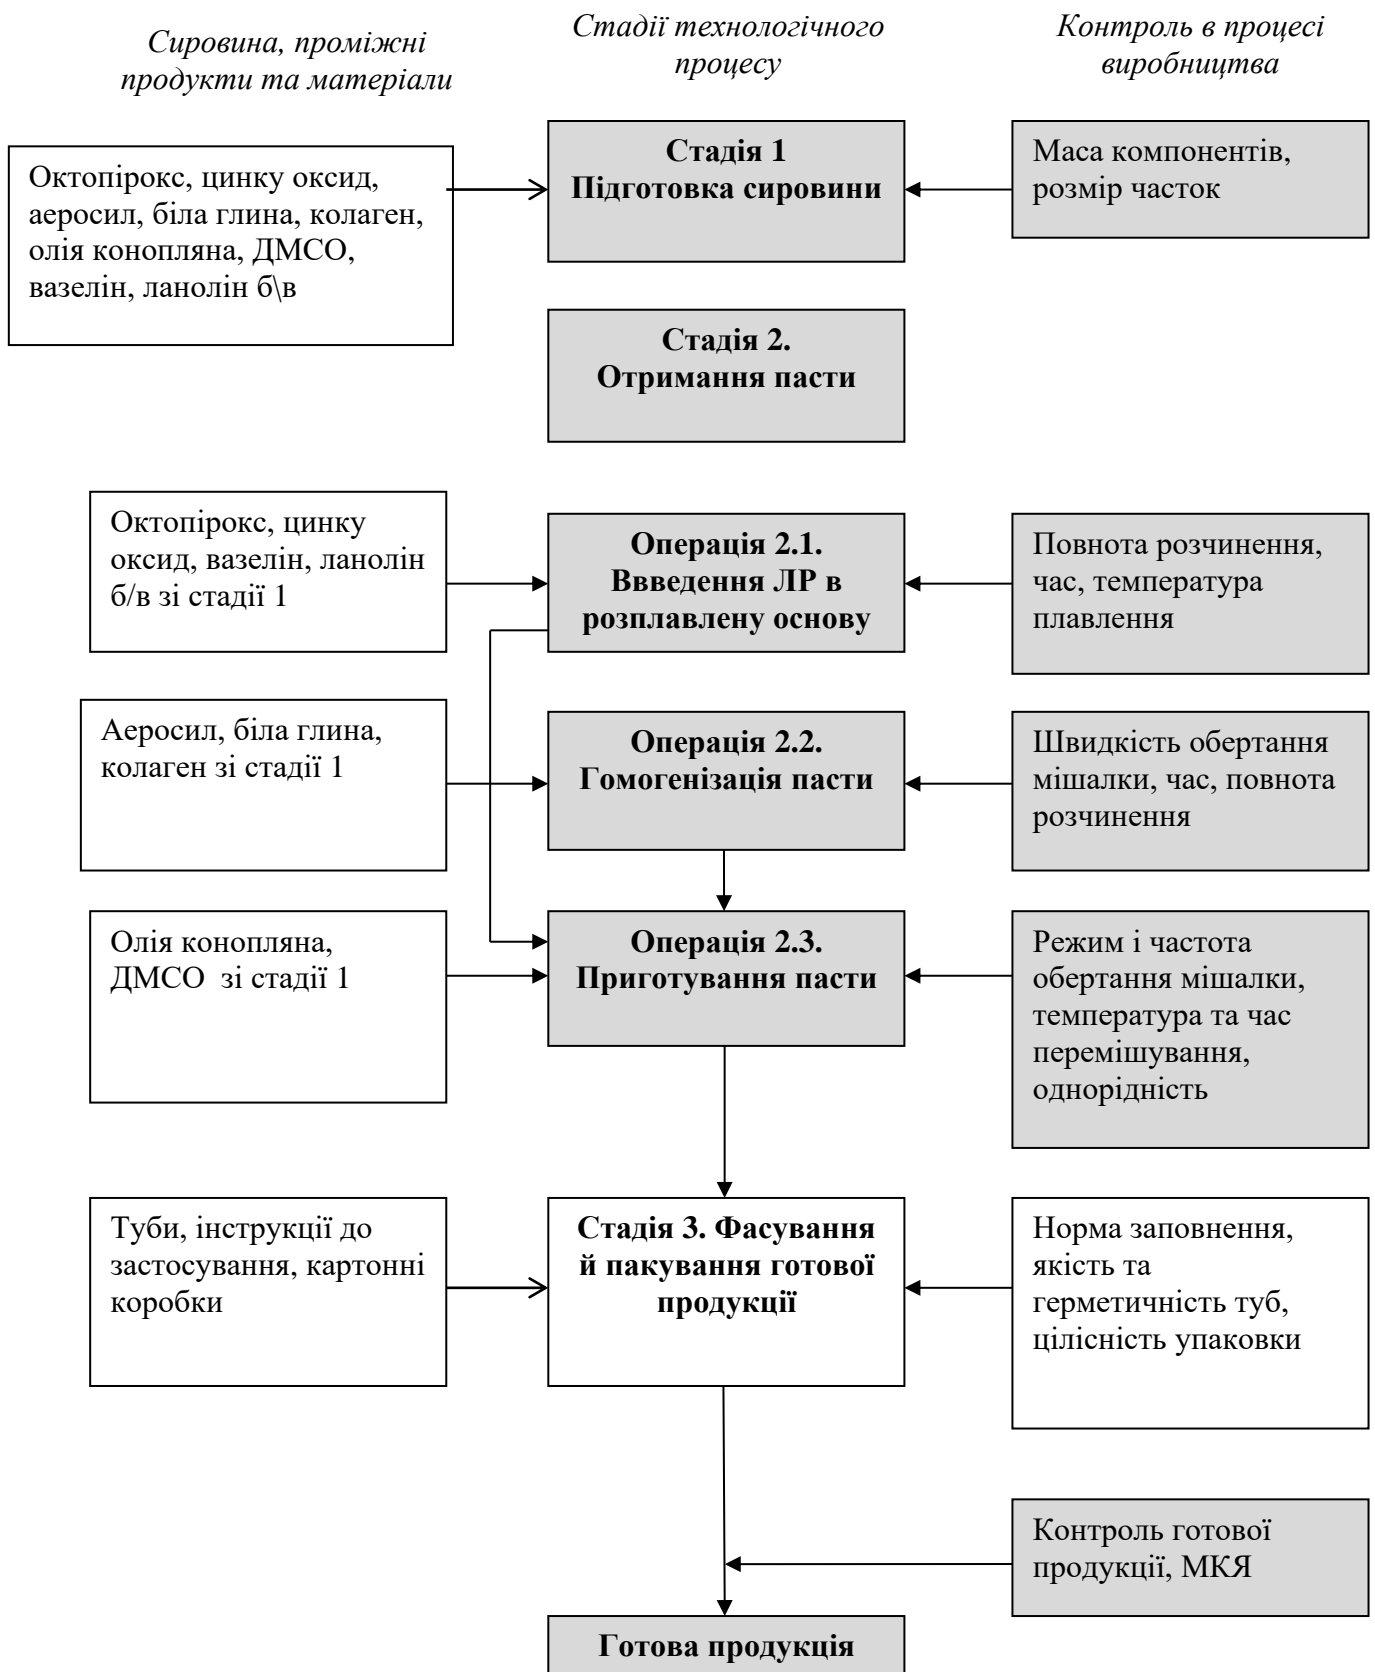 Сировина, проміжні
продукти та матеріали
Стадії технологічного
процесу
Контроль в процесі
виробництва
Октопірокс, цинку оксид,
аеросил, біла глина, колаген,
олія конопляна, ДМСО,
вазелін, ланолін б\в
Стадія 1
Підготовка сировини
Маса компонентів,
розмір часток
Стадія 2.
Отримання пасти
Октопірокс, цинку
оксид, вазелін, ланолін
б/в зі стадії 1
Операція 2.1.
Ввведення ЛР в
розплавлену основу
Повнота розчинення,
час, температура
плавлення
Аеросил, біла глина,
колаген зі стадії 1
Операція 2.2.
Гомогенізація пасти
Швидкість обертання
мішалки, час, повнота
розчинення
Олія конопляна,
ДМСО зі стадії 1
Операція 2.3.
Приготування пасти
Режим і частота
обертання мішалки,
температура та час
перемішування,
однорідність
Туби, інструкції до
застосування, картонні
коробки
Стадія 3. Фасування
й пакування готової
продукції
Норма заповнення,
якість та
герметичність туб,
цілісність упаковки
Контроль готової
продукції, МКЯ
Готова продукція